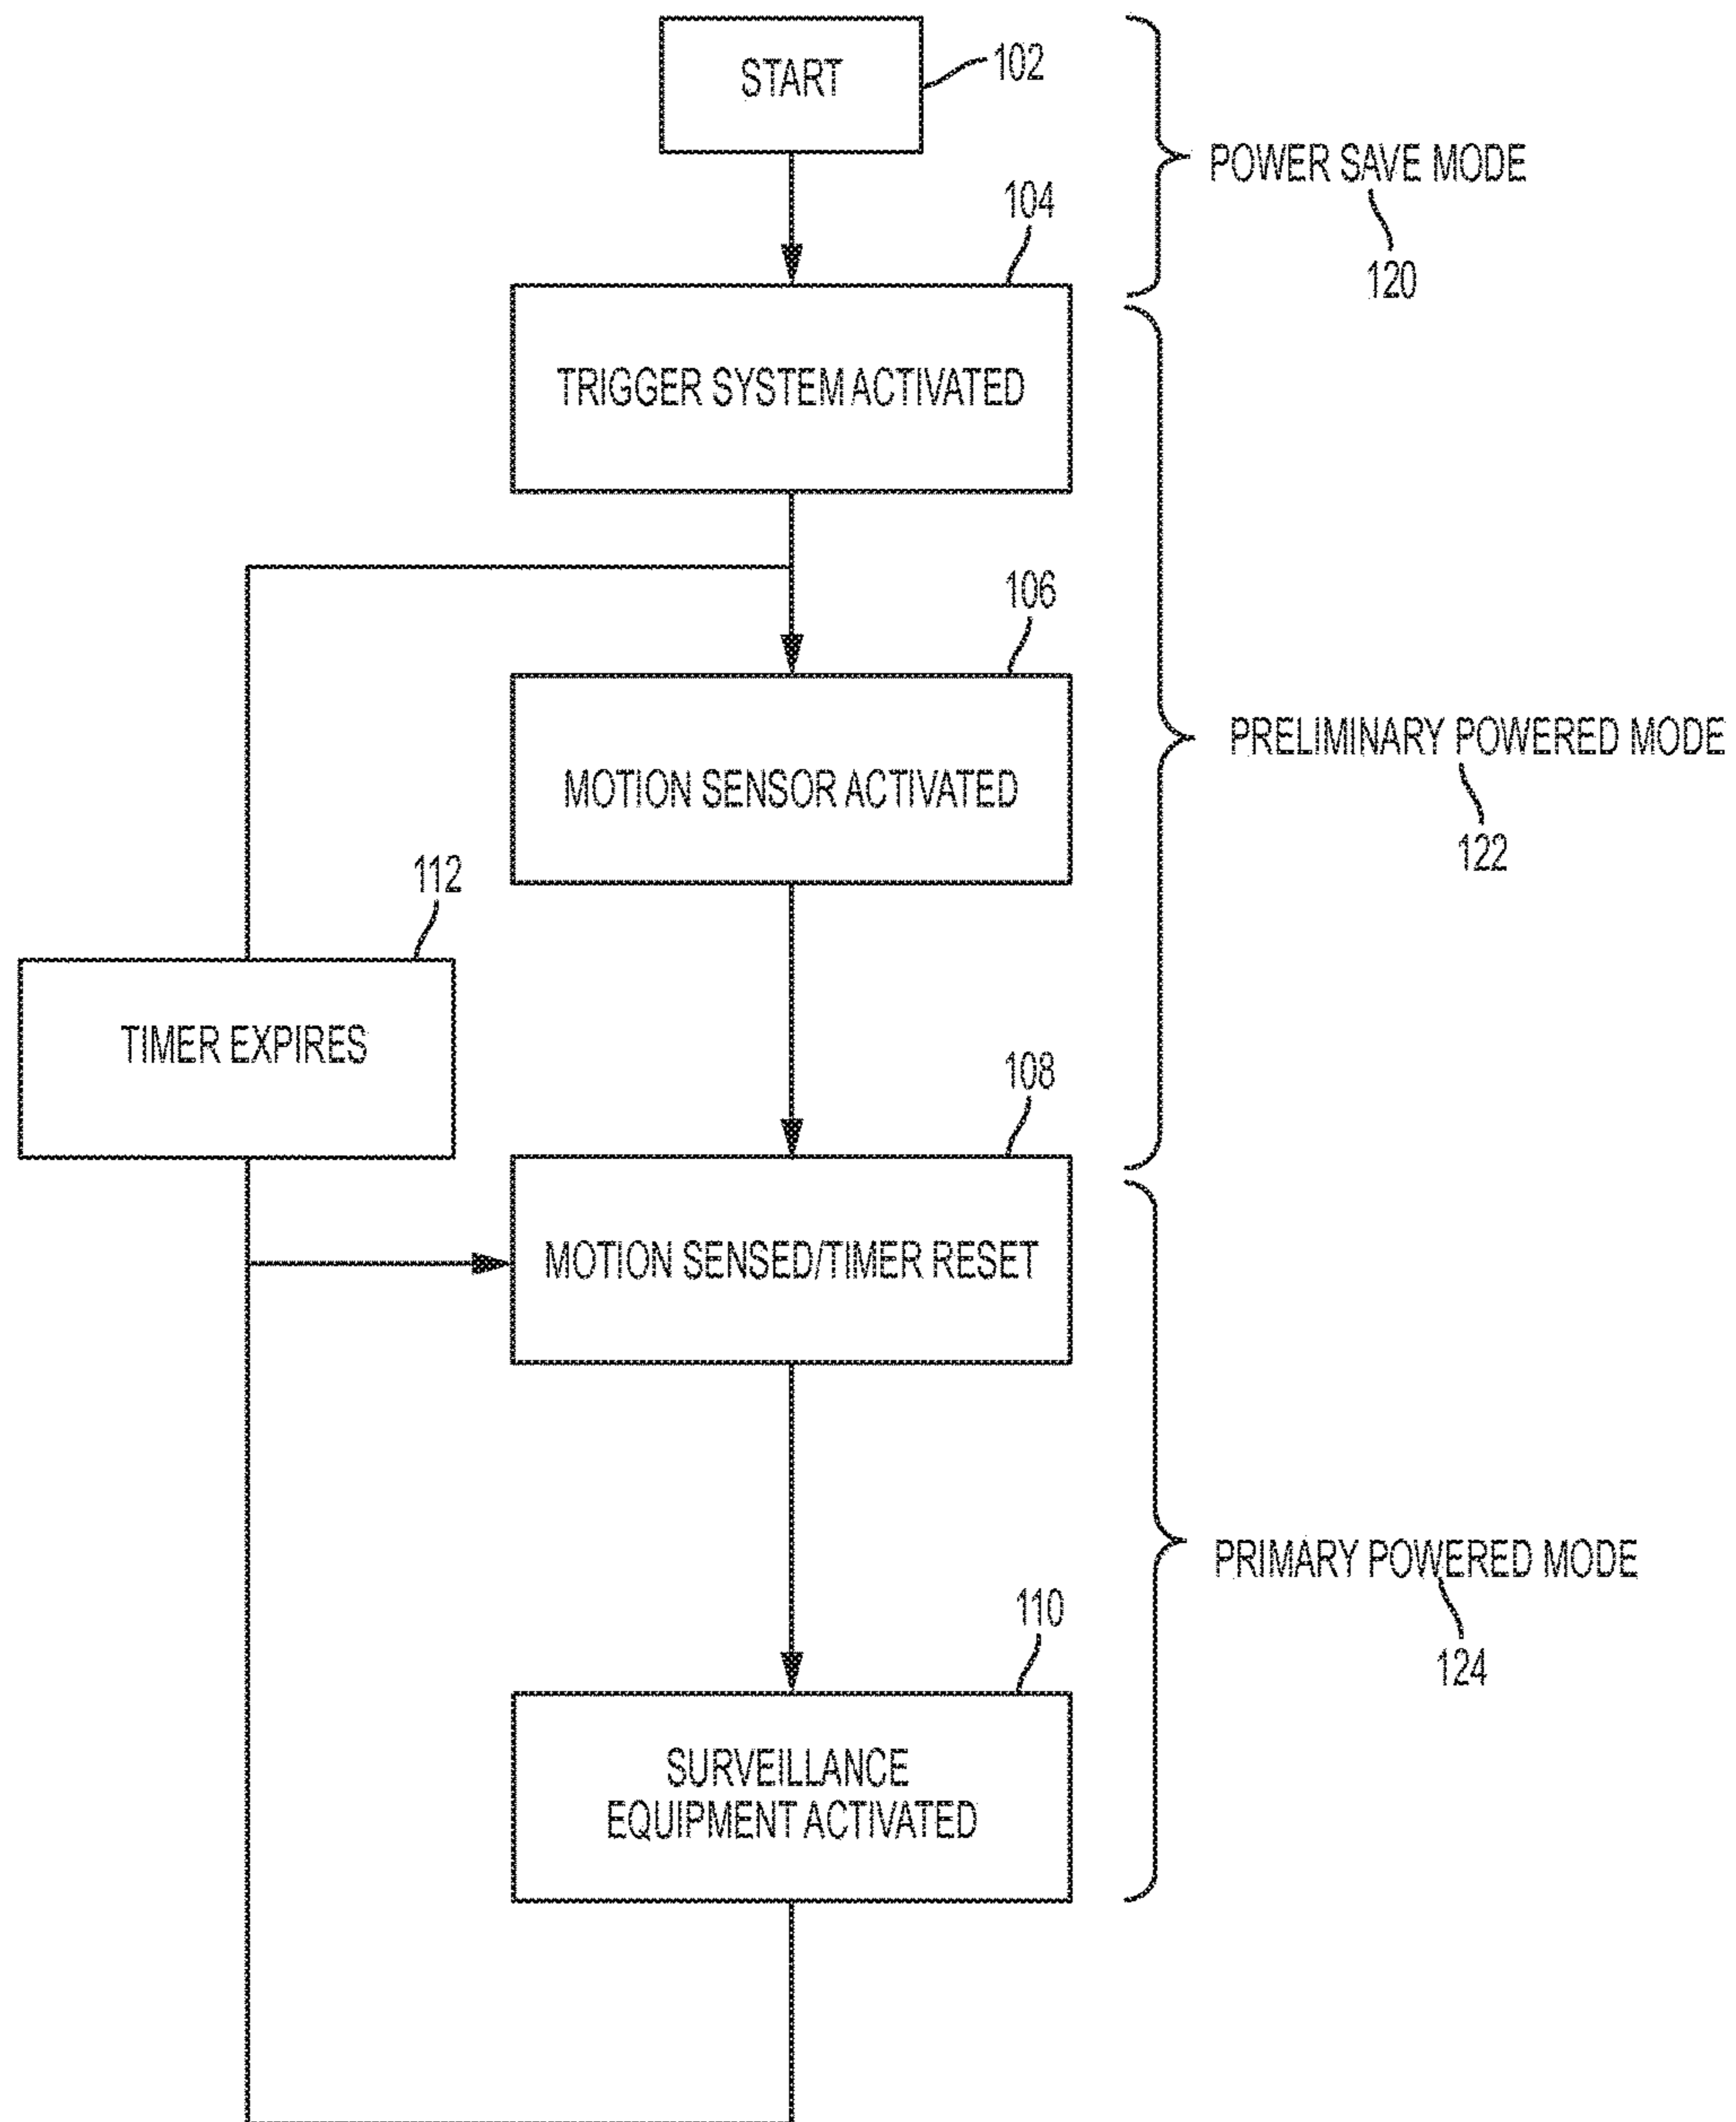 START
102
POWER SAVE MODE
120
104
TRIGGER SYSTEM ACTIVATED
106
MOTION SENSOR ACTIVATED
PRELIMINARY POWERED MODE
122
112
TIMER EXPIRES
108
MOTION SENSED/TIMER RESET
PRIMARY POWERED MODE
124
110
SURVEILLANCE
EQUIPMENT ACTIVATED